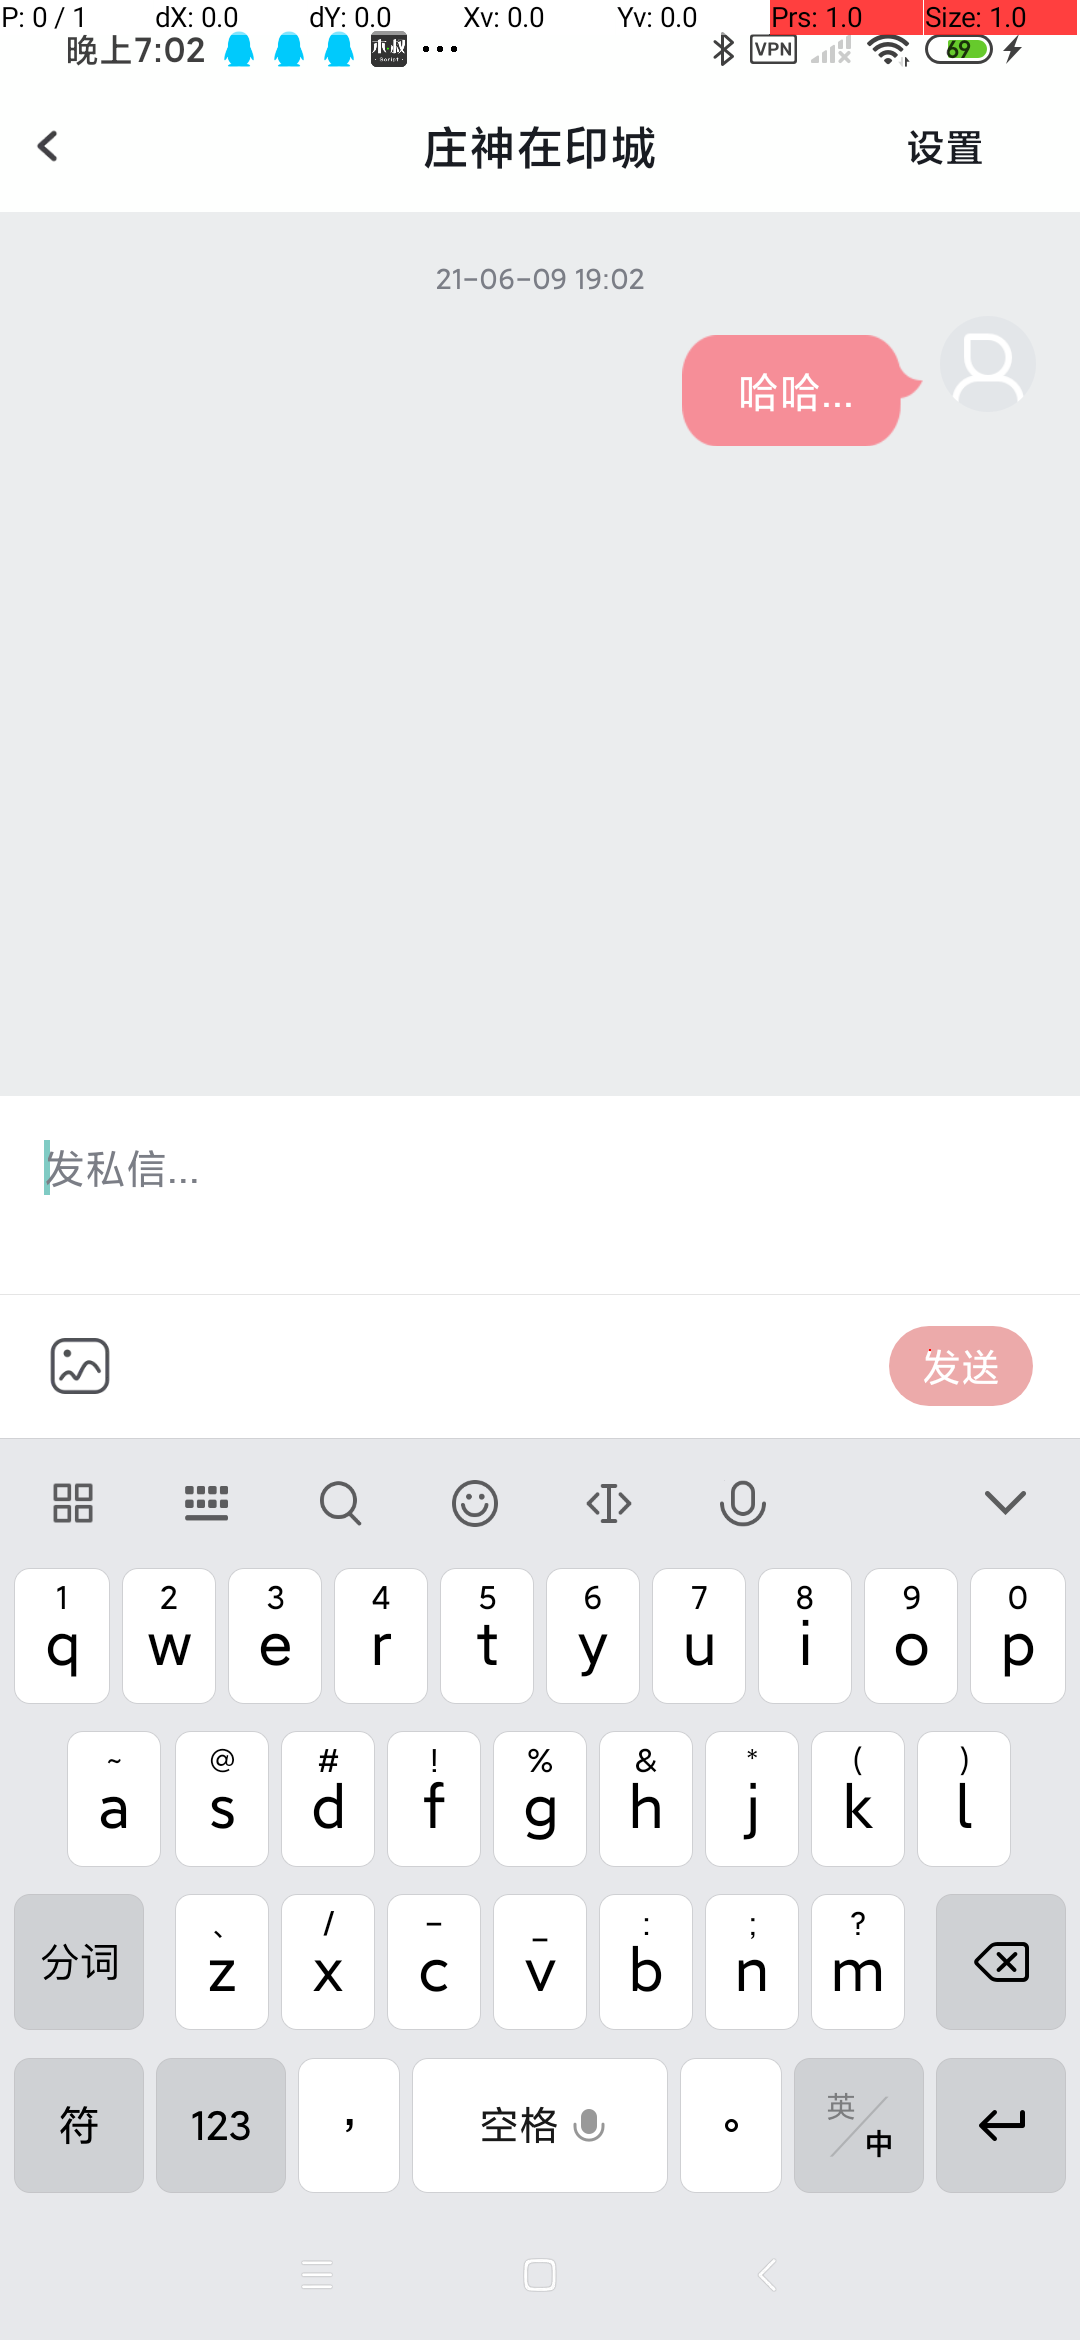 P: 0 / 1 dX: 0.0 dY: 0.0 Xv: 0.0 Yv: 0.0 Prs: 1.0 Size: 1.0
晚上7:02 木叔 Script ... VPN 69
庄神在印城 设置
21-06-09 19:02
哈哈...
发私信...
发送
1 2 3 4 5 6 7 8 9 0
q w e r t y u i o p
~ @ # ! % & * ( )
a s d f g h j k l
、 / – _ : ; ?
分词 z x c v b n m
符 123 , 空格 。 英/中